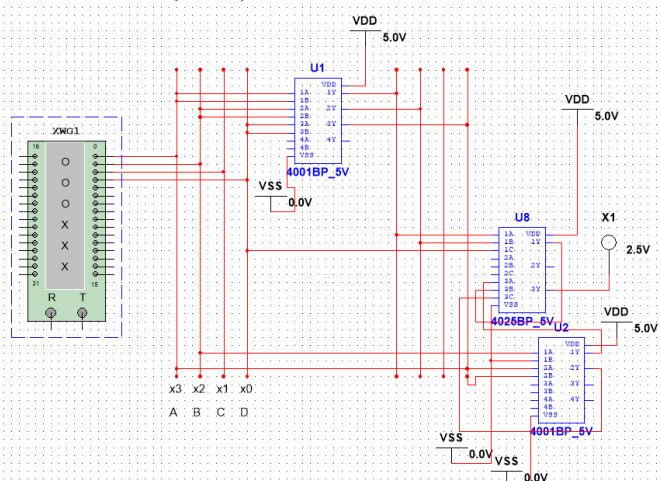 VDD
5.0V
U1
VDD
1A
1Y
1B
2A
2Y
2B
3A
3Y
3B
4A
4Y
4B
VSS
4001BP_5V
VSS
0.0V
XWG1
16
0
O
O
O
X
X
X
31
15
R
T
VDD
5.0V
U8
1A
VDD
1B
1Y
1C
2A
2B
2Y
2C
3A
3B
3Y
3C
VSS
4025BP_5V
X1
2.5V
VDD
5.0V
U2
VDD
1A
1Y
1B
2A
2Y
2B
3A
3Y
3B
4A
4Y
4B
VSS
4001BP_5V
x3 x2 x1 x0
A B C D
VSS
0.0V
VSS
0.0V